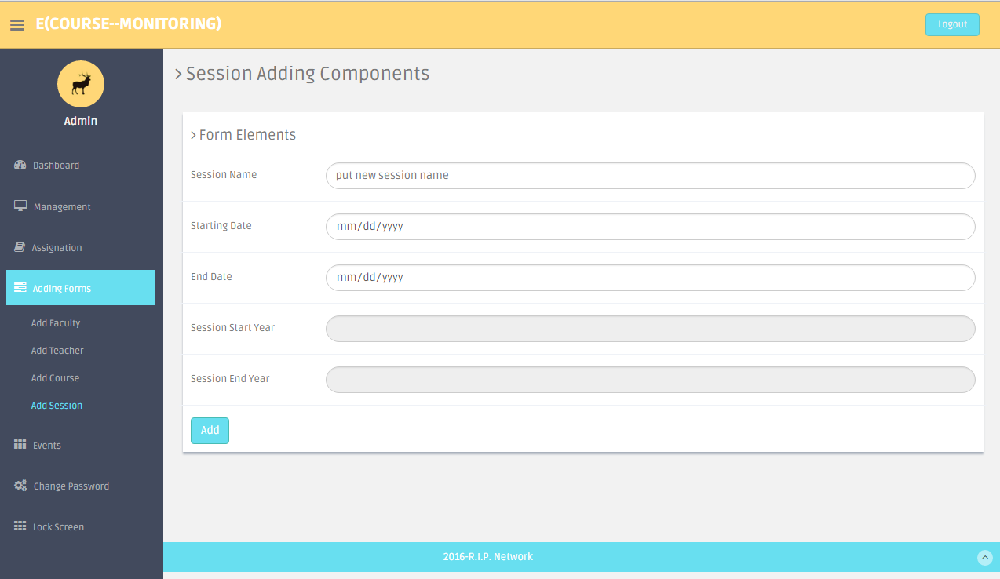 E(COURSE--MONITORING)
Logout
Admin
Dashboard
Management
Assignation
Adding Forms
Add Faculty
Add Teacher
Add Course
Add Session
Events
Change Password
Lock Screen
Session Adding Components
Form Elements
Session Name
put new session name
Starting Date
mm/dd/yyyy
End Date
mm/dd/yyyy
Session Start Year
Session End Year
Add
2016-R.I.P. Network